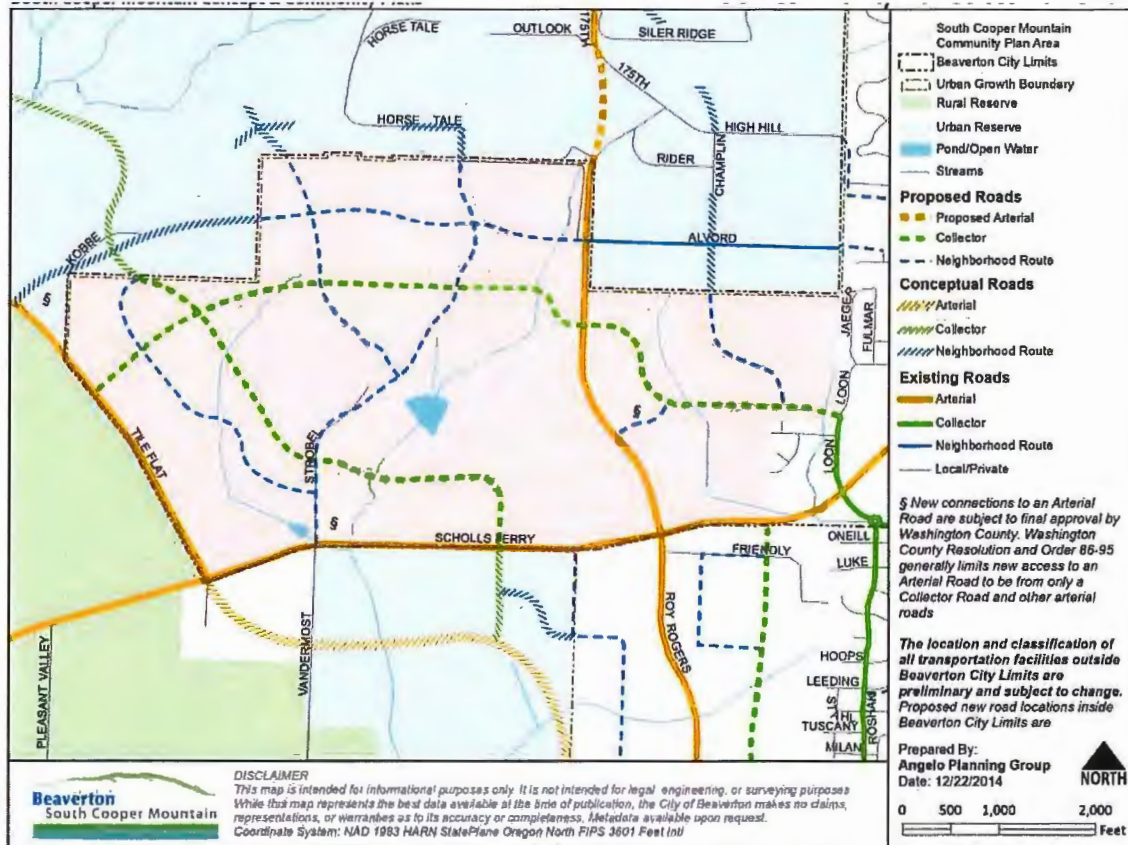 HORSE TALE
OUTLOOK
175TH
SILER RIDGE
175TH
HORSE TALE
HIGH HILL
RIDER
CHAMPLIN
KOBBE
ALVORD
§
JAEGER
FULMAR
LOON
LOON
§
TILE FLAT
STROBEL
§
SCHOLLS FERRY
FRIENDLY
ONEILL
LUKE
ROY ROGERS
VANDERMOST
PLEASANT VALLEY
HOOPS
LEEDING
ST
AHL
TUSCANY
MILAN
ROSHAK
South Cooper Mountain
Community Plan Area
Beaverton City Limits
Urban Growth Boundary
Rural Reserve
Urban Reserve
Pond/Open Water
Streams
Proposed Roads
Proposed Arterial
Collector
Neighborhood Route
Conceptual Roads
Arterial
Collector
Neighborhood Route
Existing Roads
Arterial
Collector
Neighborhood Route
Local/Private
§ New connections to an Arterial
Road are subject to final approval by
Washington County. Washington
County Resolution and Order 86-95
generally limits new access to an
Arterial Road to be from only a
Collector Road and other arterial
roads
The location and classification of
all transportation facilities outside
Beaverton City Limits are
preliminary and subject to change.
Proposed new road locations inside
Beaverton City Limits are
Prepared By:
Angelo Planning Group
Date: 12/22/2014
NORTH
0 1,000 2,000
Feet
Beaverton
South Cooper Mountain
DISCLAIMER
This map is intended for informational purposes only. It is not intended for legal, engineering, or surveying purposes
While this map represents the best data available at the time of publication, the City of Beaverton makes no claims,
representations, or warranties as to its accuracy or completeness. Metadata available upon request.
Coordinate System: NAD 1983 HARN StatePlane Oregon North FIPS 3601 Feet Intl